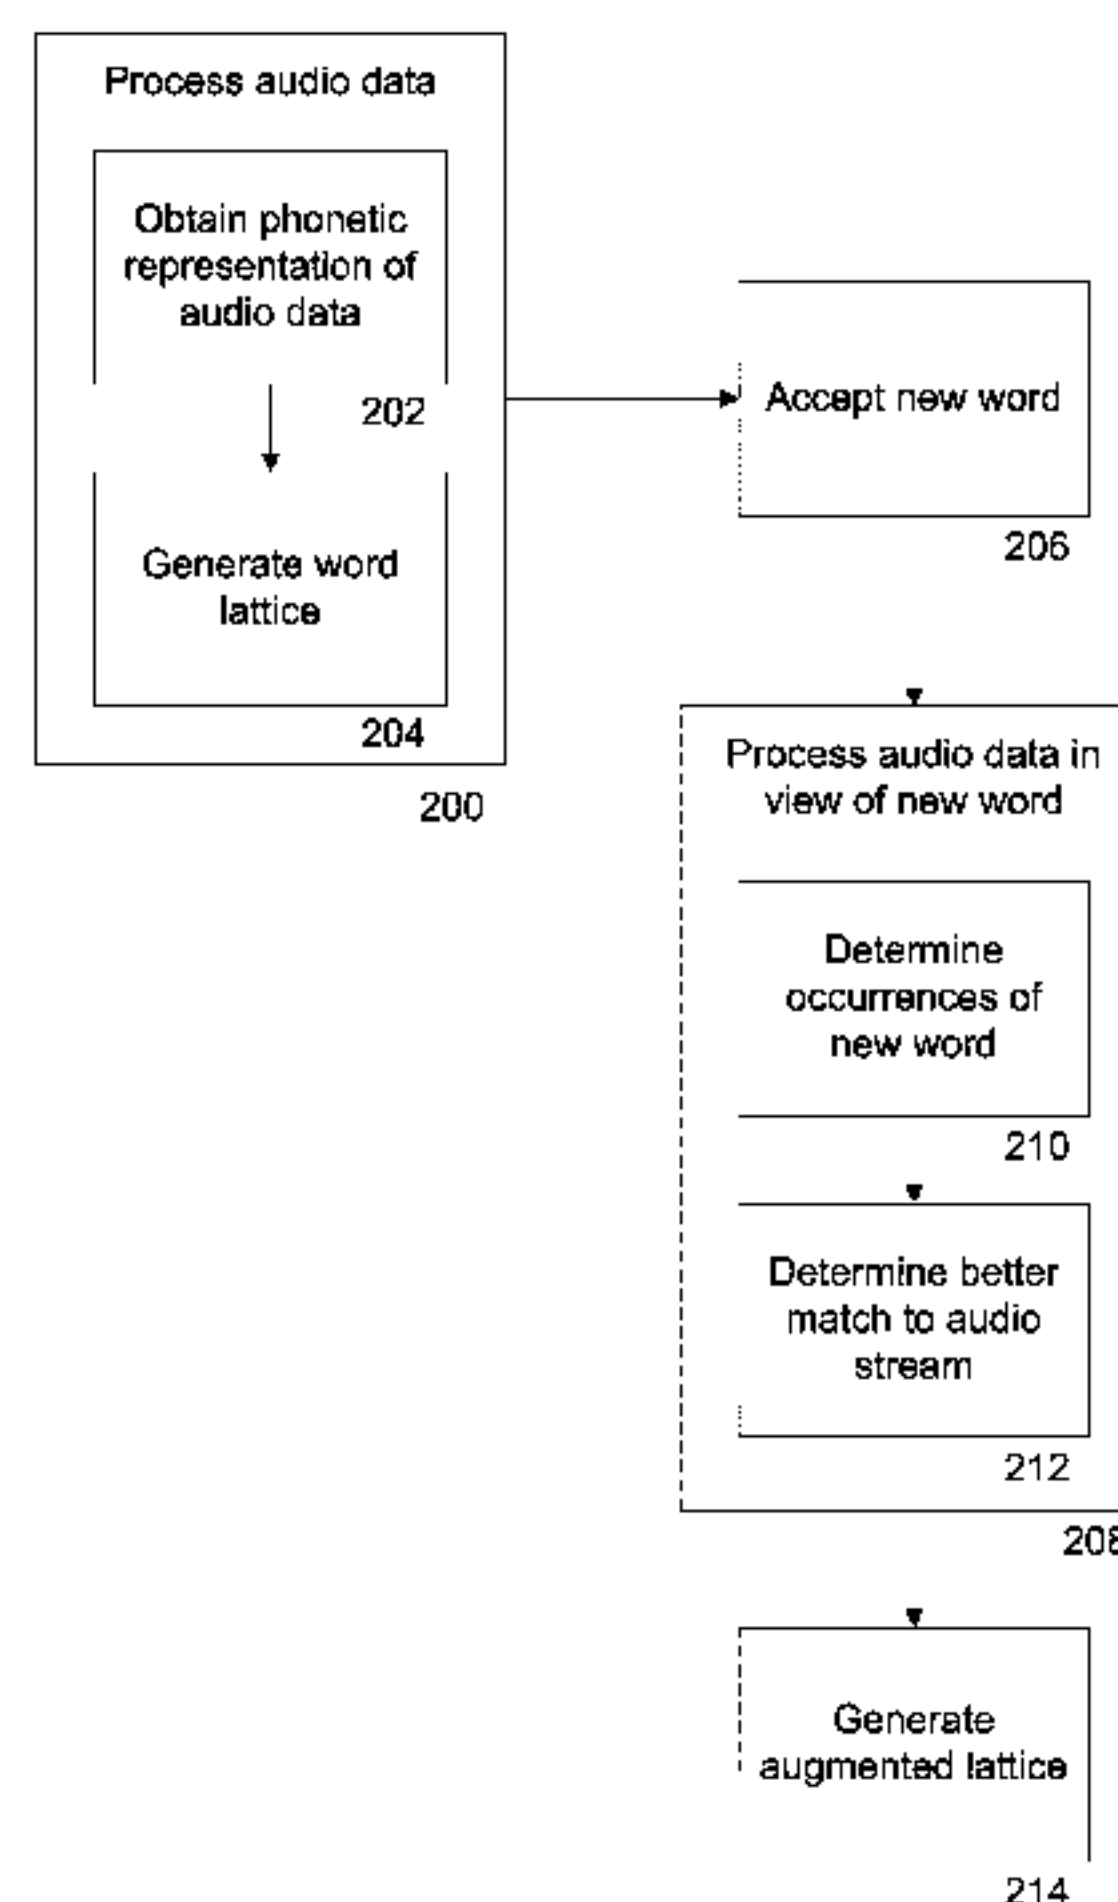 Process audio data
Obtain phonetic
representation of
audio data
202
Generate word
lattice
204
200
Accept new word
206
Process audio data in
view of new word
Determine
occurrences of
new word
210
Determine better
match to audio
stream
212
208
Generate
augmented lattice
214